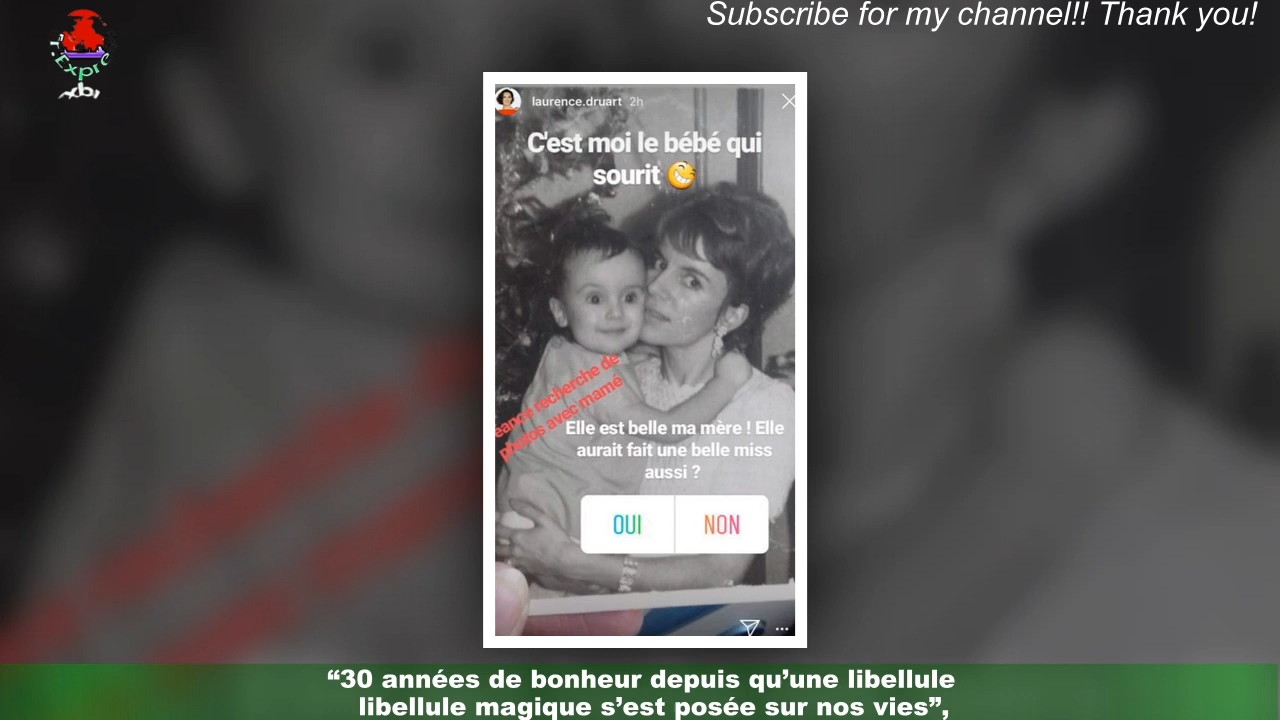 Subscribe for my channel!! Thank you!
laurence.druart 2h
C'est moi le bébé qui
sourit
eance recherche de
photos avec mamé
Elle est belle ma mère ! Elle
aurait fait une belle miss
aussi ?
OUI
NON
“30 années de bonheur depuis qu’une libellule
libellule magique s’est posée sur nos vies”,